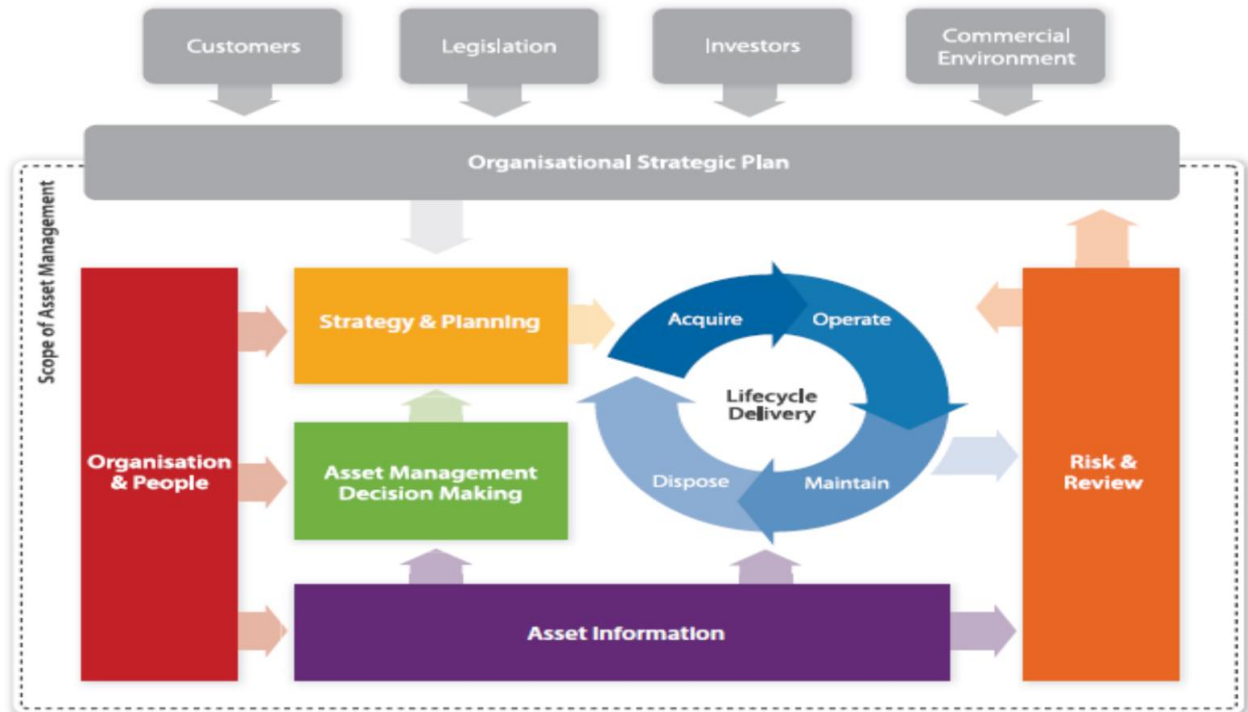 Customers
Legislation
Investors
Commercial
Environment
Organisational Strategic Plan
Scope of Asset Management
Organisation
& People
Strategy & Planning
Asset Management
Decision Making
Acquire
Operate
Lifecycle
Delivery
Dispose
Maintain
Risk &
Review
Asset Information